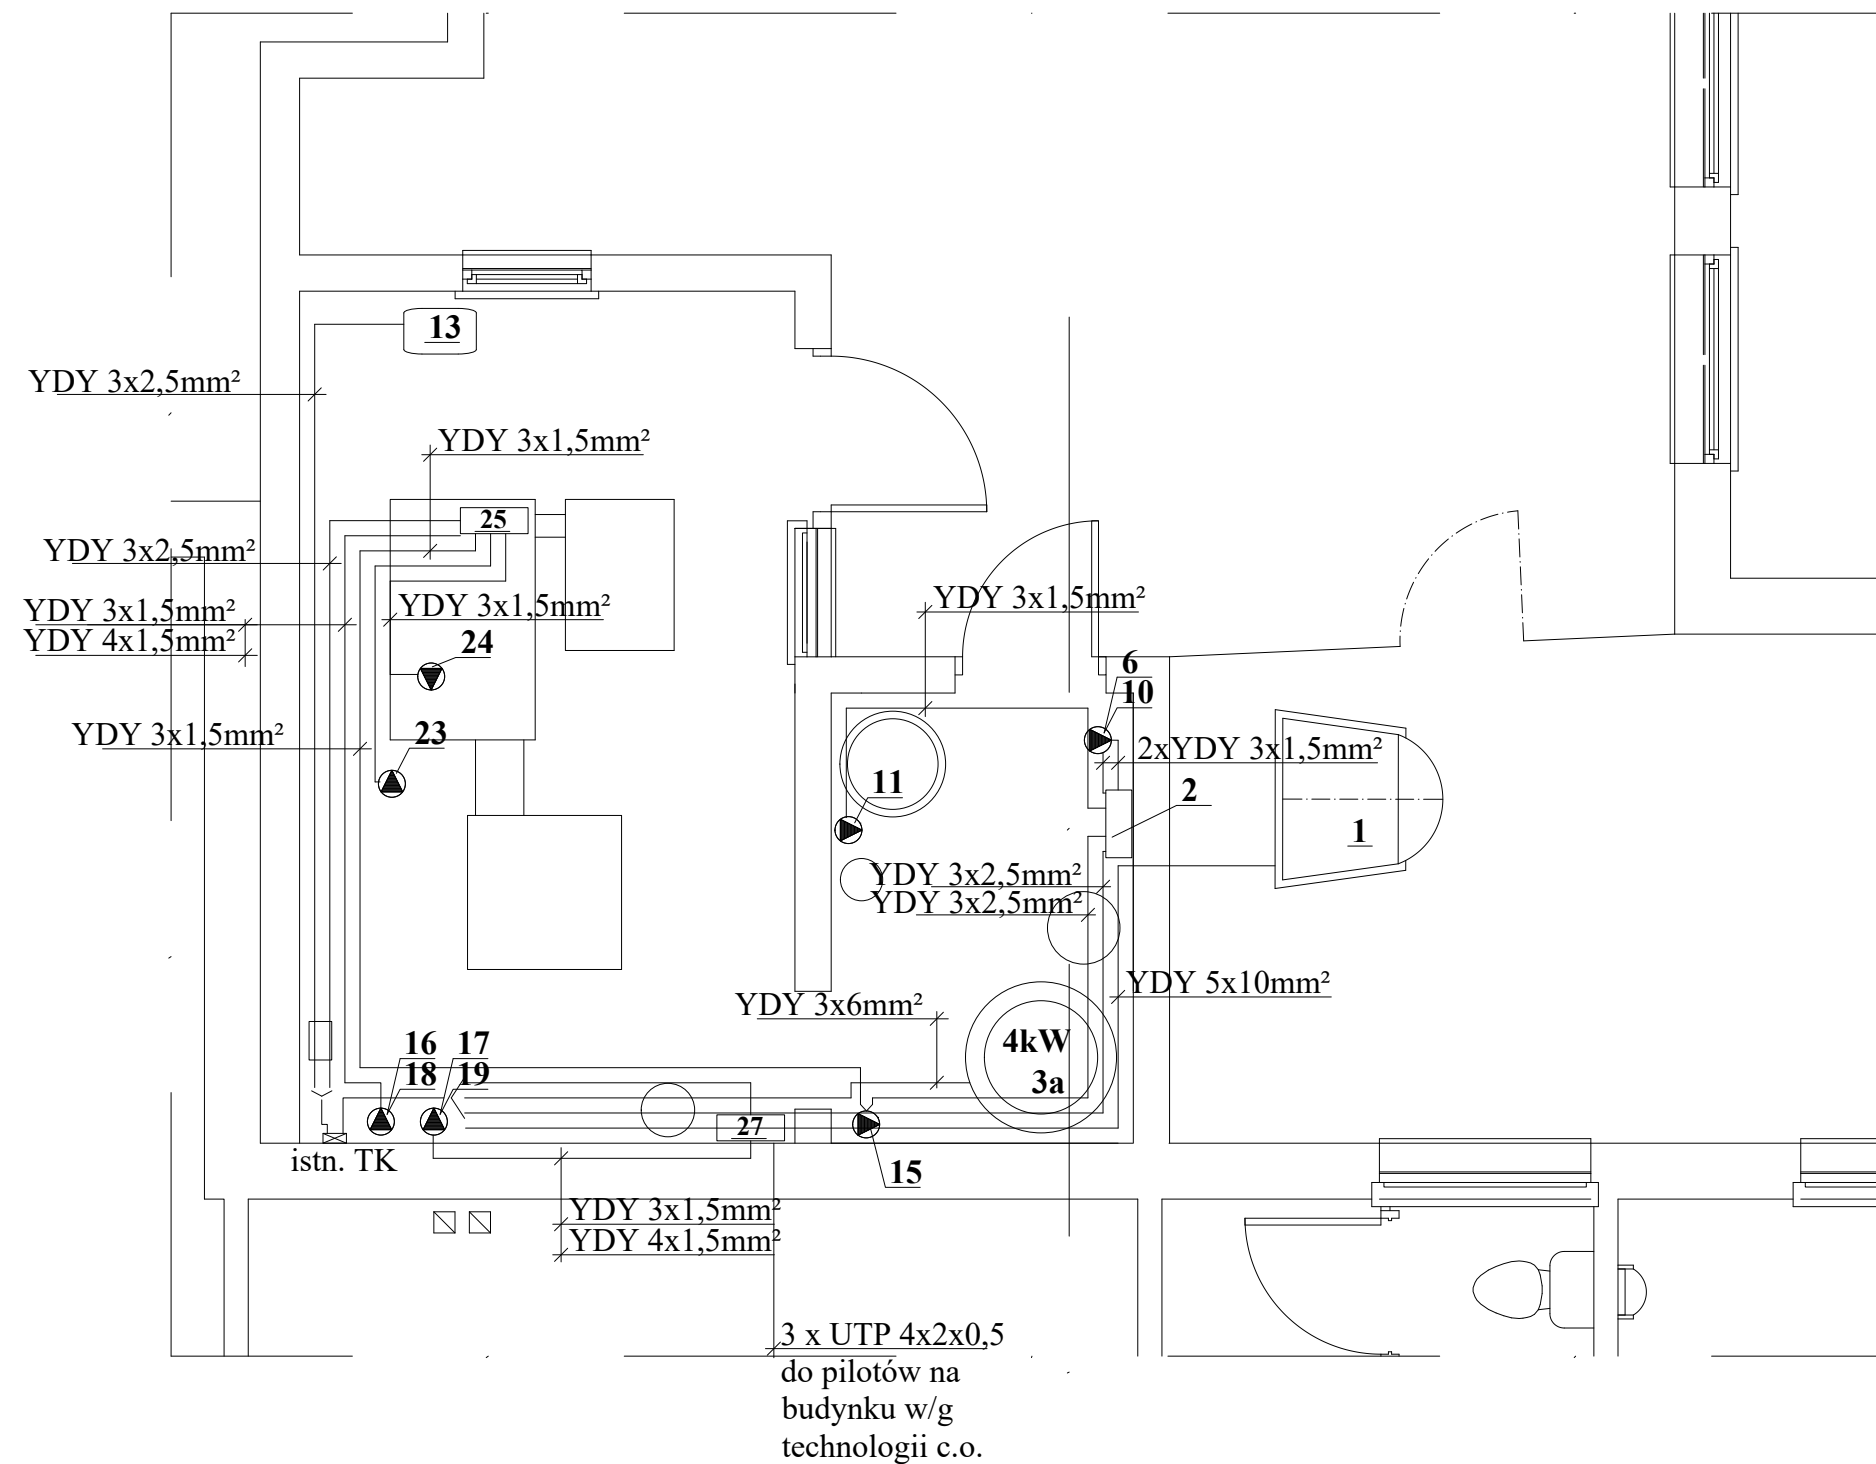 13
YDY 3x2,5mm²
YDY 3x1,5mm²
25
YDY 3x2,5mm²
YDY 3x1,5mm²
YDY 3x1,5mm²
YDY 3x1,5mm²
YDY 4x1,5mm²
24
6
10
23
YDY 3x1,5mm²
2xYDY 3x1,5mm²
11
2
1
YDY 3x2,5mm²
YDY 3x2,5mm²
YDY 5x10mm²
YDY 3x6mm²
16
17
4kW
18
19
3a
27
istn. TK
15
YDY 3x1,5mm²
YDY 4x1,5mm²
3 x UTP 4x2x0,5
do pilotów na
budynku w/g
technologii c.o.